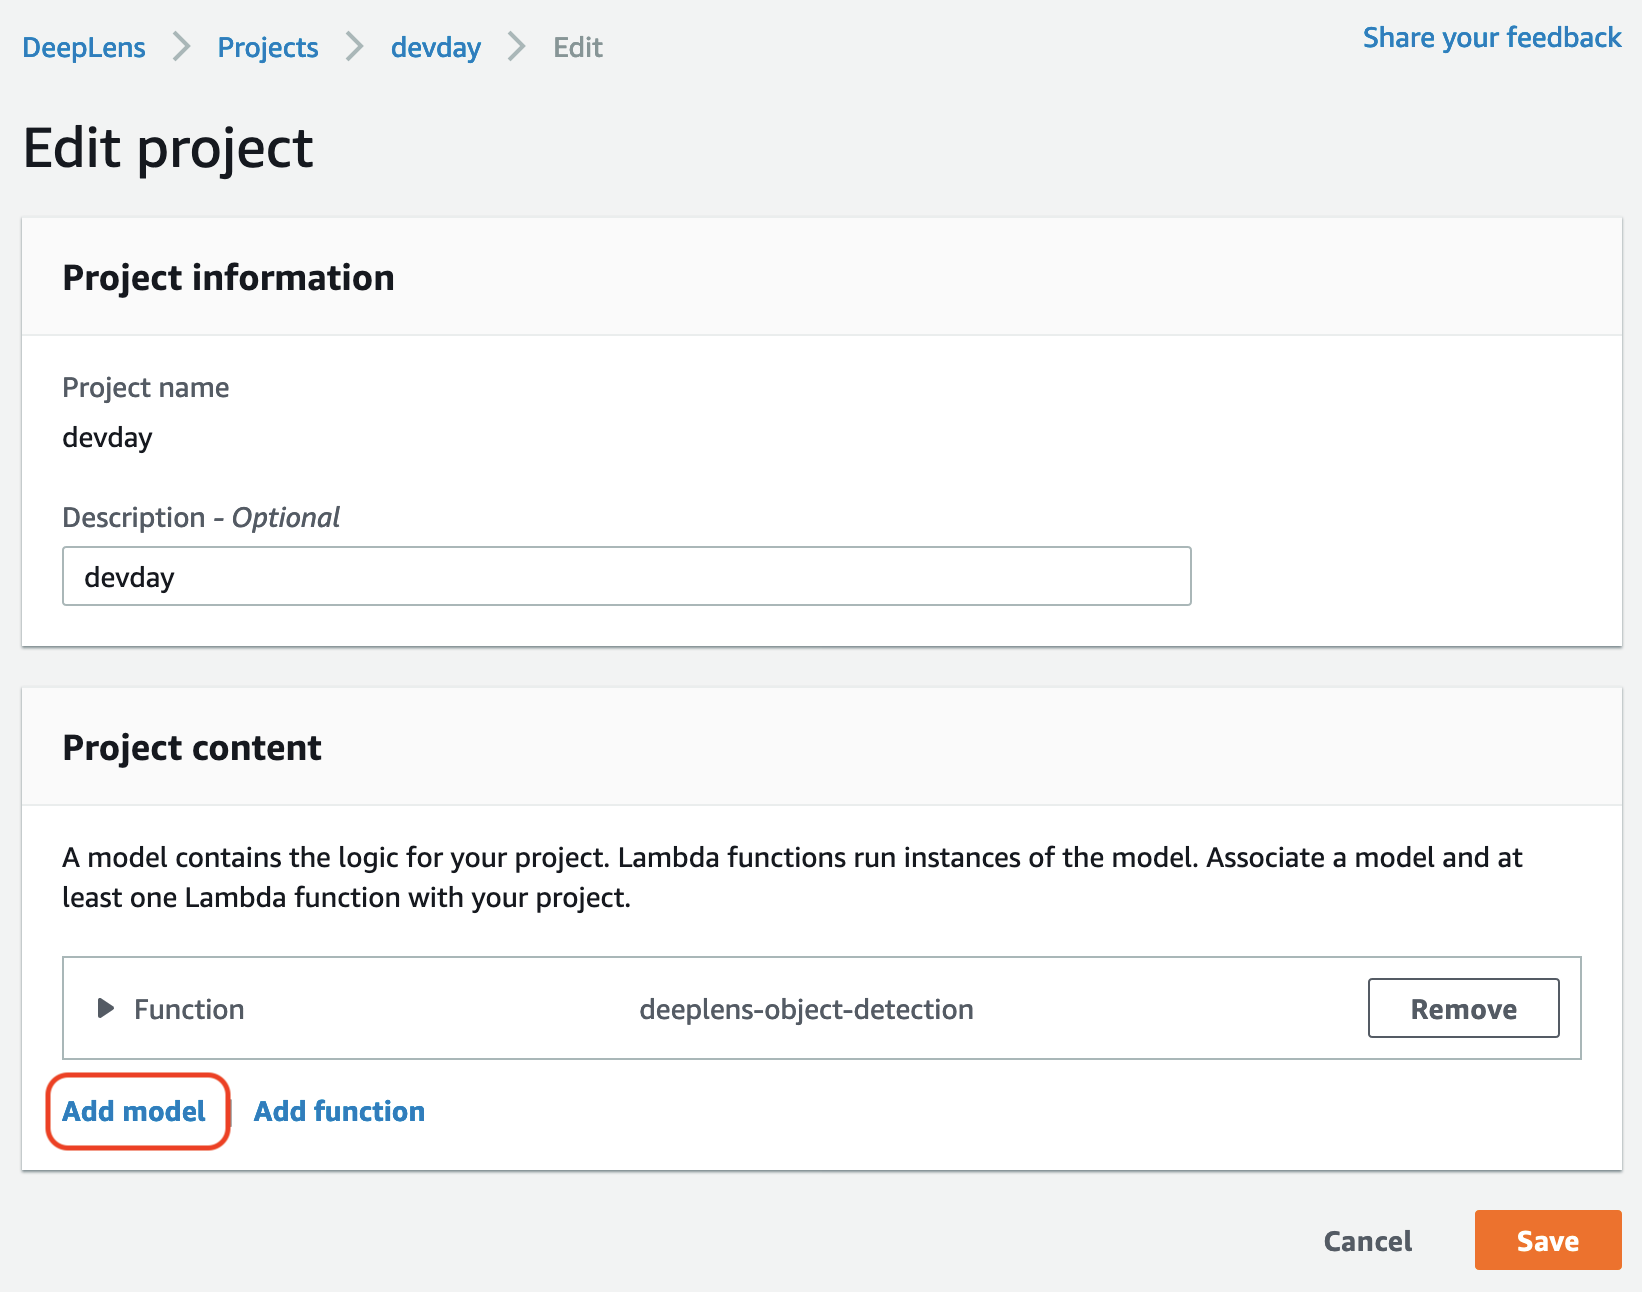 DeepLens > Projects > devday > Edit
Share your feedback
Edit project
Project information
Project name
devday
Description - Optional
devday
Project content
A model contains the logic for your project. Lambda functions run instances of the model. Associate a model and at
least one Lambda function with your project.
Function deeplens-object-detection Remove
Add model Add function
Cancel Save